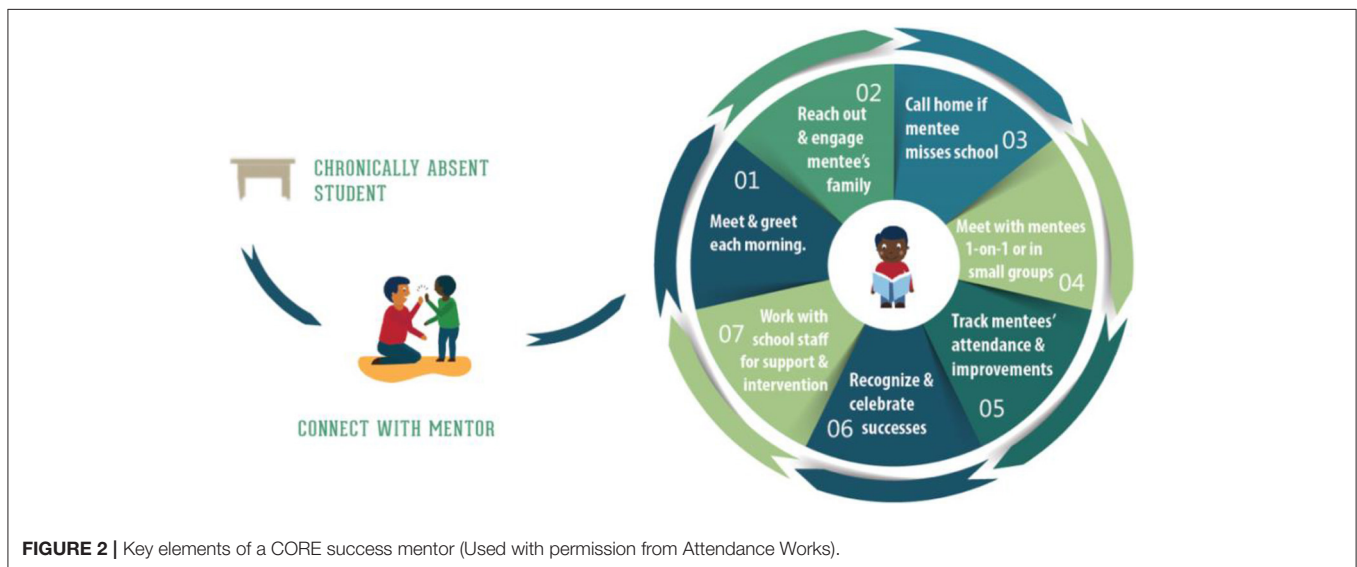 CHRONICALLY ABSENT
STUDENT
CONNECT WITH MENTOR
01
Meet & greet
each morning.
02
Reach out
& engage
mentee's
family
Call home if
mentee
misses school
03
Meet with mentees
1-on-1 or in
small groups
04
Track mentees'
attendance &
improvements
05
Recognize &
celebrate
successes
06
Work with
school staff
for support &
intervention
07
FIGURE 2 | Key elements of a CORE success mentor (Used with permission from Attendance Works).